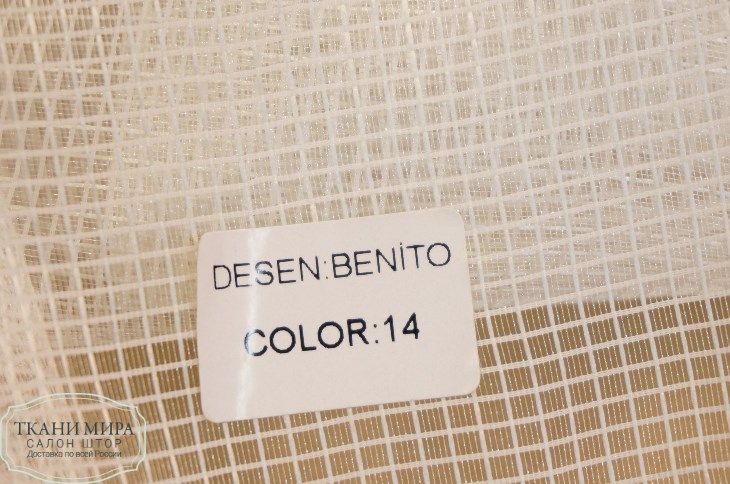 DESEN:BENİTO
COLOR:14
ТКАНИ МИРА
САЛОН ШТОР
Доставка по всей России